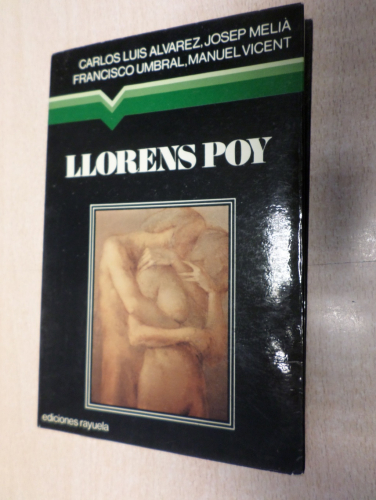 CARLOS LUIS ALVAREZ, JOSEP MELIÀ
FRANCISCO UMBRAL, MANUEL VICENT
LLORENS POY
ediciones rayuela